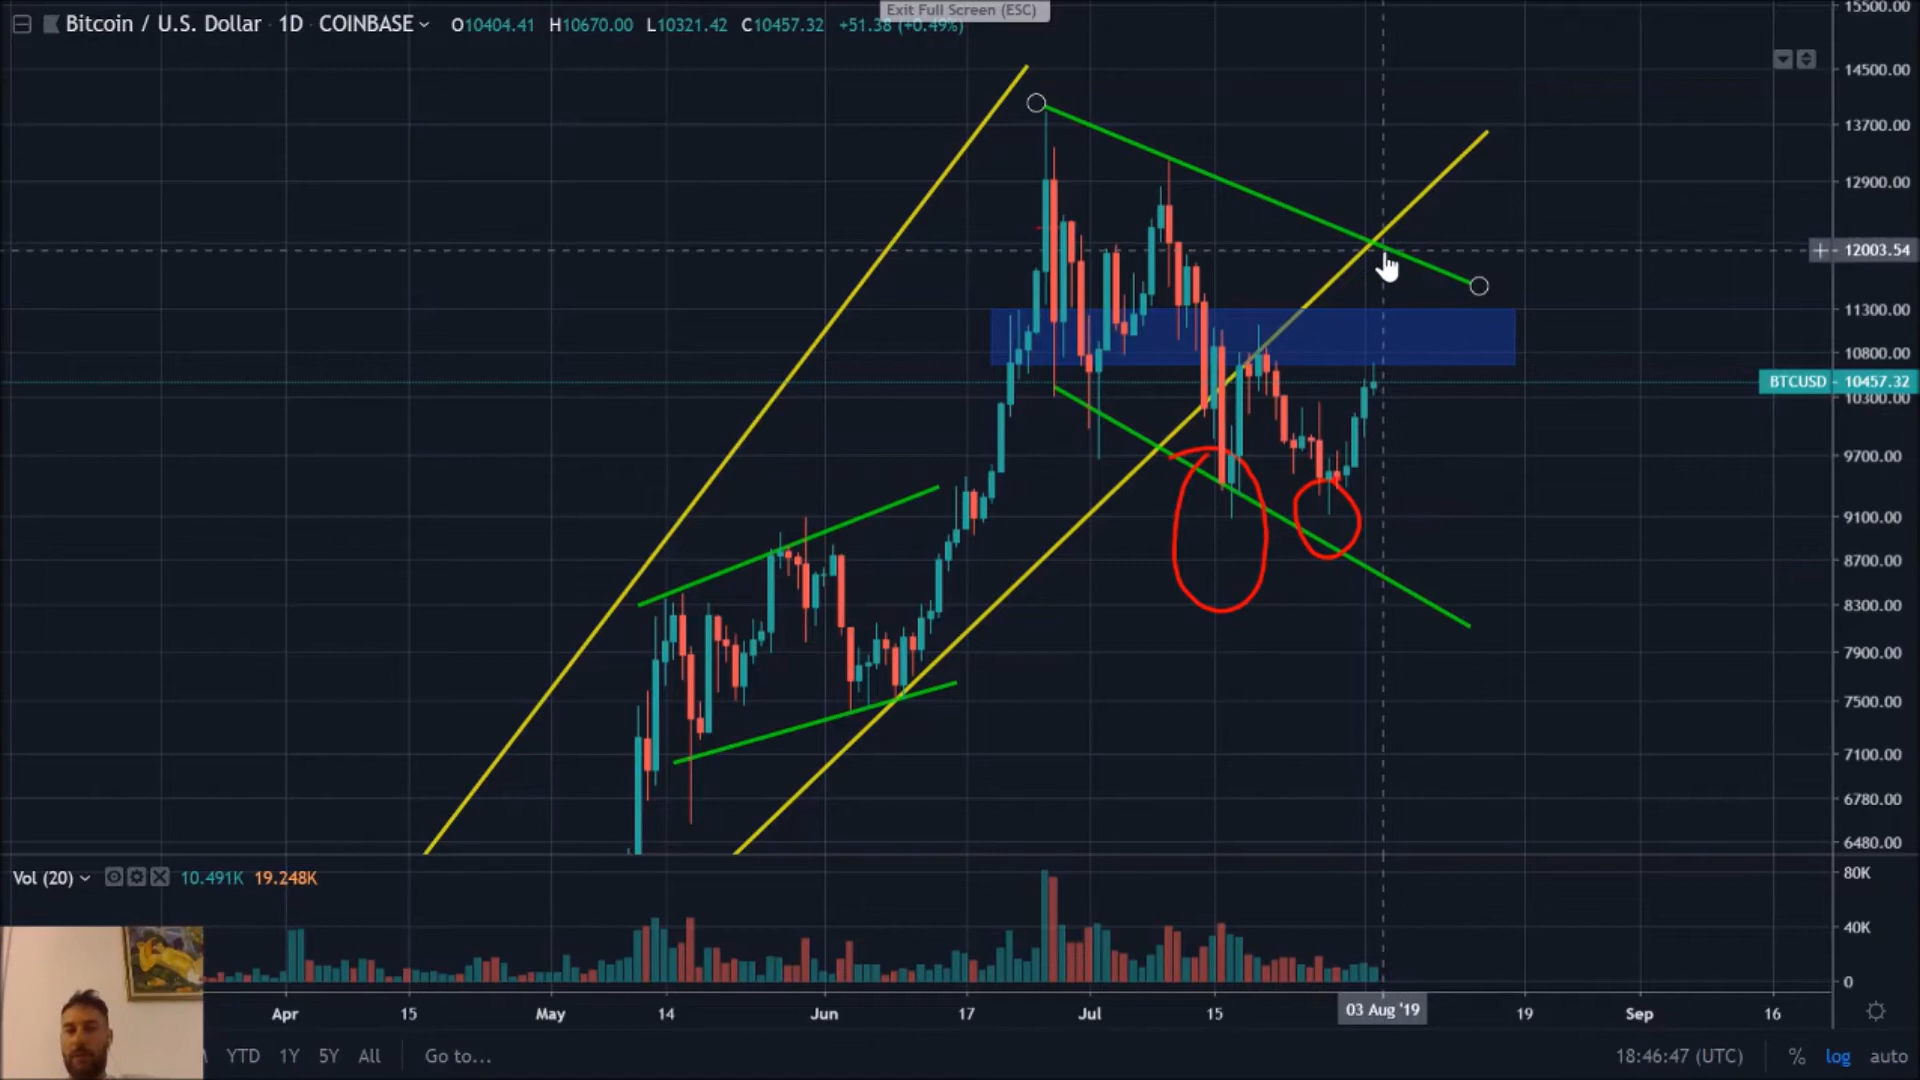 Exit Full Screen (ESC)
Bitcoin / U.S. Dollar 1D COINBASE O10404.41 H10670.00 L10321.42 C10457.32 +51.38 (+0.49%)
15500.00
14500.00
13700.00
12900.00
12003.54
11300.00
10800.00
BTCUSD 10457.32
10300.00
9700.00
9100.00
8700.00
8300.00
7900.00
7500.00
7100.00
6780.00
6480.00
Vol (20) 10.491K 19.248K
80K
40K
0
Apr 15 May 14 Jun 17 Jul 15 03 Aug '19 19 Sep 16
YTD 1Y 5Y All Go to... 18:46:47 (UTC) % log auto